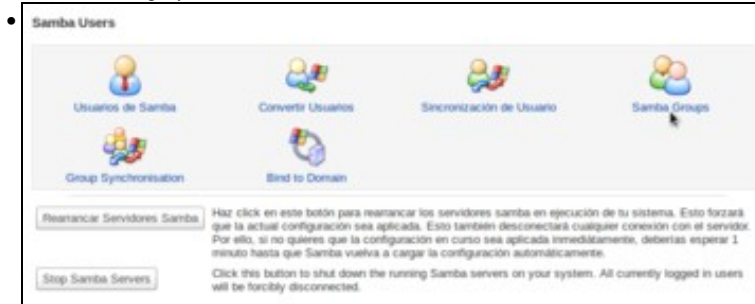 Samba Users
Usuarios de Samba
Convertir Usuarios
Sincronización de Usuario
Samba Groups
Group Synchronisation
Bind to Domain
Rearrancar Servidores Samba
Haz click en este botón para rearrancar los servidores samba en ejecución de tu sistema. Esto forzará
que la actual configuración sea aplicada. Esto también desconectará cualquier conexión con el servidor.
Por ello, si no quieres que la configuración en curso sea aplicada inmediátamente, deberías esperar 1
minuto hasta que Samba vuelva a cargar la configuración automáticamente.
Stop Samba Servers
Click this button to shut down the running Samba servers on your system. All currently logged in users
will be forcibly disconnected.